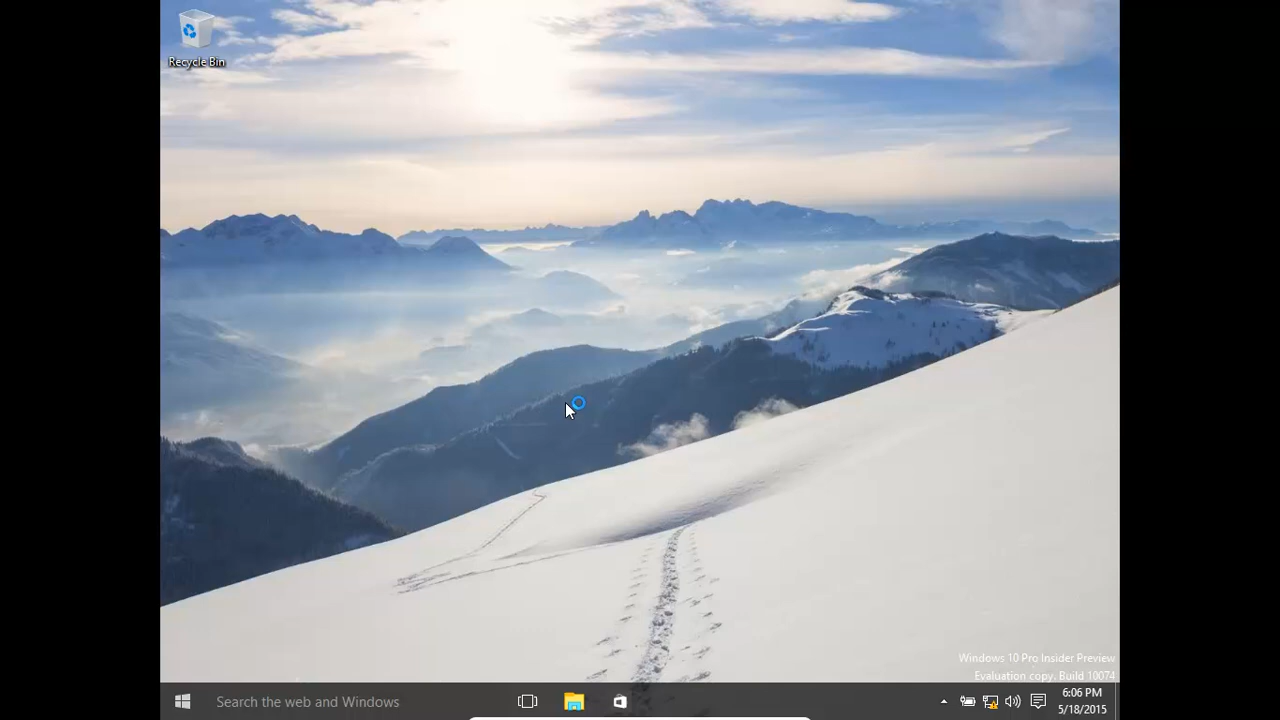 Recycle Bin
Windows 10 Pro Insider Preview
Evaluation copy. Build 10074
Search the web and Windows
6:06 PM
5/18/2015